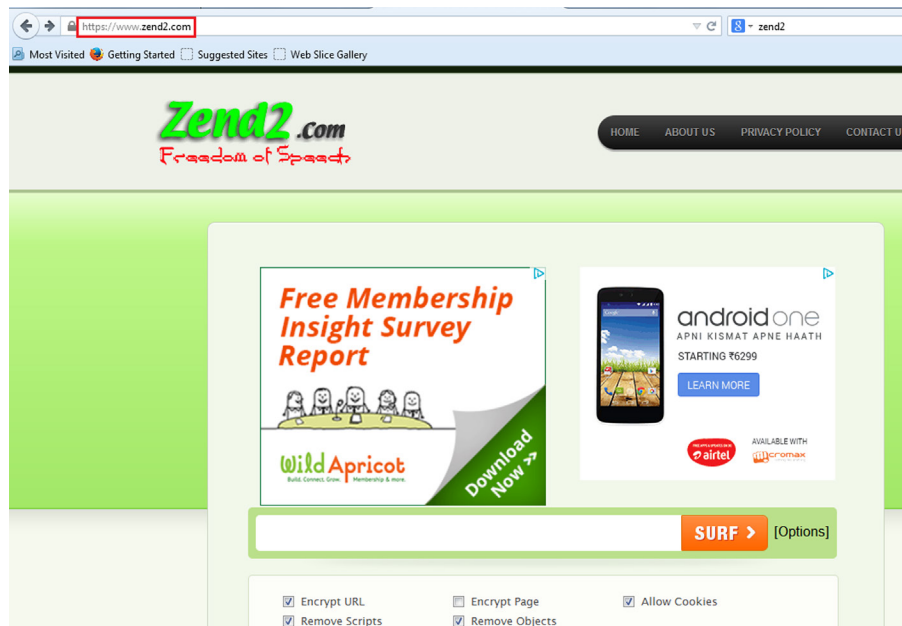 https://www.zend2.com
zend2
Most Visited Getting Started Suggested Sites Web Slice Gallery
Zend2.com
Freedom of Speech
HOME ABOUT US PRIVACY POLICY CONTACT U
Free Membership
Insight Survey
Report
Wild Apricot
Build. Connect. Grow. Membership & more.
Download
Now >>
Google
androidone
APNI KISMAT APNE HAATH
STARTING ₹6299
LEARN MORE
airtel
AVAILABLE WITH
micromax
SURF >
[Options]
Encrypt URL Encrypt Page Allow Cookies
Remove Scripts Remove Objects